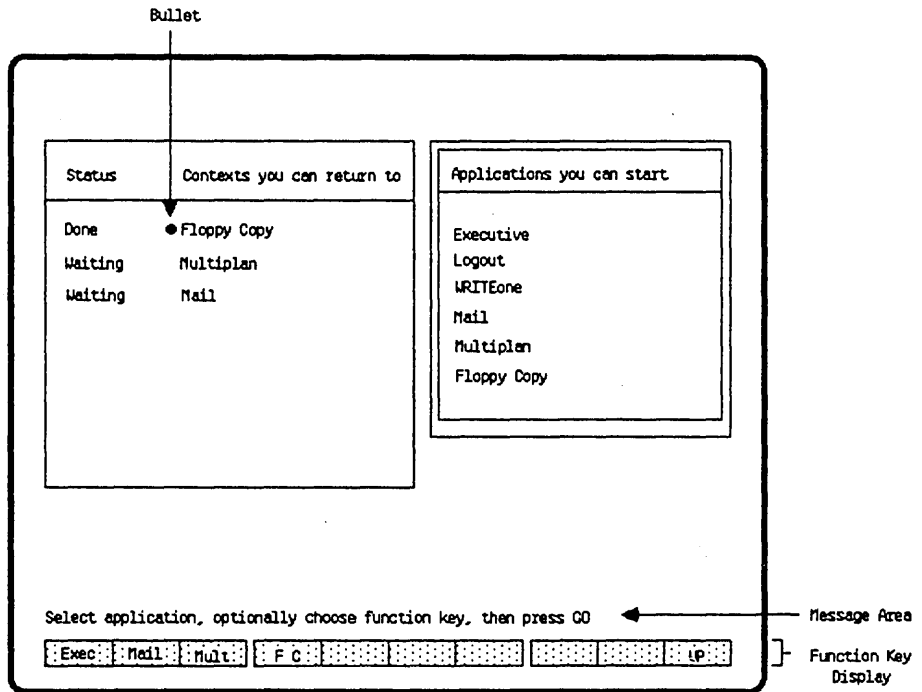 Bullet
Status Contexts you can return to
Done ●Floppy Copy
Waiting Multiplan
Waiting Mail
Applications you can start
Executive
Logout
WRITEone
Mail
Multiplan
Floppy Copy
Select application, optionally choose function key, then press GO
Message Area
Exec Mail Mult F C WP
Function Key
Display